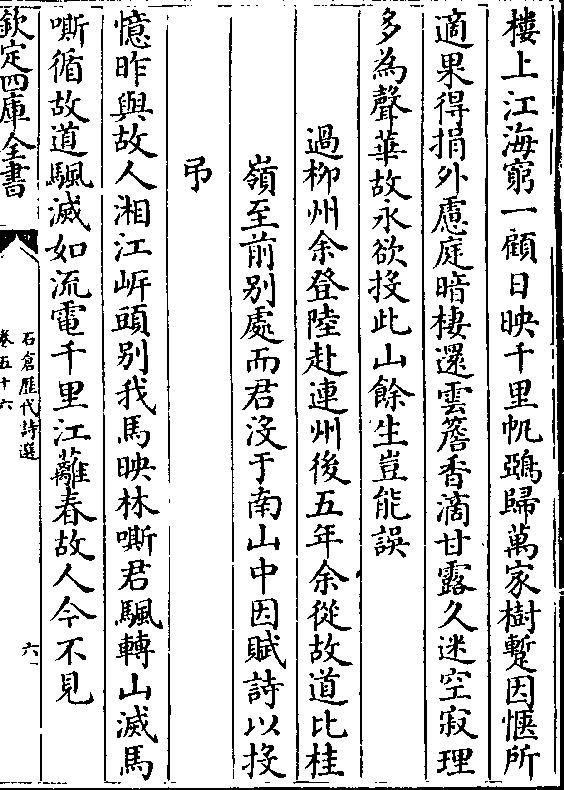 樓上江海窮一顧日映千里帆鵶歸萬家樹蹔因愜所
適果得捐外慮庭暗棲還雲簷香滴甘露久迷空寂理
多為聲華故永欲投此山餘生豈能誤
過柳州余登陸赴連州後五年余從故道比桂
嶺至前别處而君没于南山中因賦詩以投
弔
憶昨與故人湘江岍頭别我馬映林嘶君颿轉山滅馬
嘶循故道颿滅如流電千里江蘺春故人今不見
欽定四庫全書
石倉歴代詩選
卷五十六
六